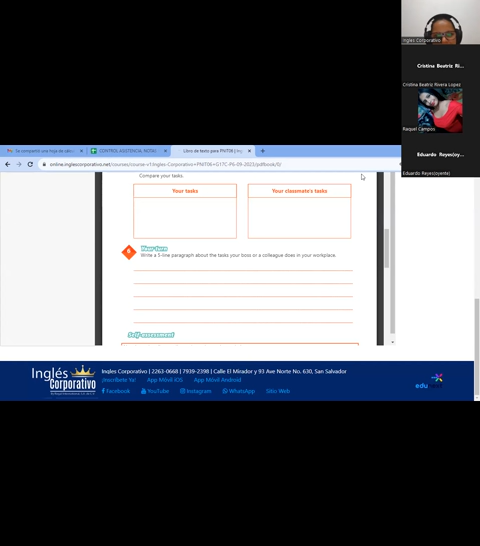 Inglés Corporativo
Cristina Beatriz Ri...
Cristina Beatriz Rivera Lopez
Raquel Campos
Eduardo Reyes(oy...
Eduardo Reyes(oyente)
Se compartió una hoja de cálcu
CONTROL ASISTENCIAL NOTAS
Libro de texto para PNIT06 | Ing
online.inglescorporativo.net/courses/course-v1:Ingles-Corporativo+PNIT06+G17C-P6-09-2023/pdfbook/0/
Compare your tasks.
Your tasks
Your classmate's tasks
5
Your turn
Write a 5-line paragraph about the tasks your boss or a colleague does in your workplace.
Self-assessment
Inglés
Corporativo
Ingles Corporativo | 2263-0668 | 7939-2398 | Calle El Mirador y 93 Ave Norte No. 630, San Salvador
¡Inscríbete Ya!
App Móvil iOS
App Móvil Android
Facebook
YouTube
Instagram
WhatsApp
Sitio Web